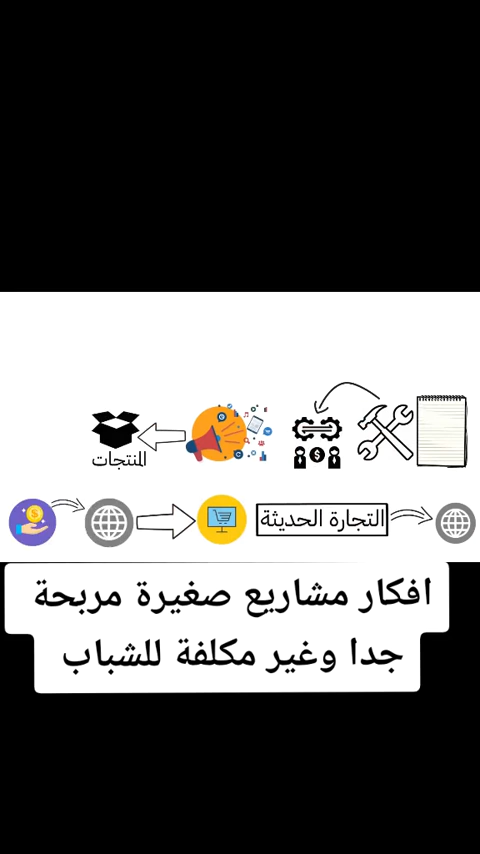 المنتجات
التجارة الحديثة
افكار مشاريع صغيرة مربحة
جدا وغير مكلفة للشباب